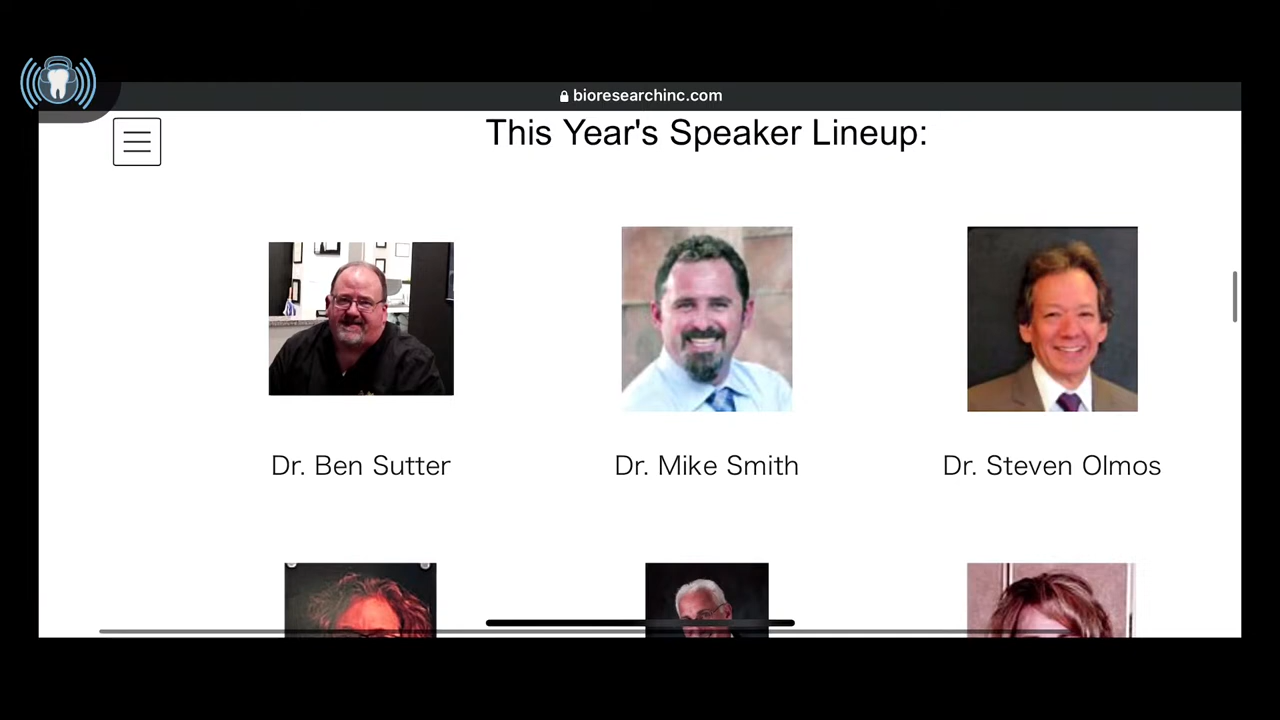 bioresearchinc.com
This Year's Speaker Lineup:
Dr. Ben Sutter
Dr. Mike Smith
Dr. Steven Olmos